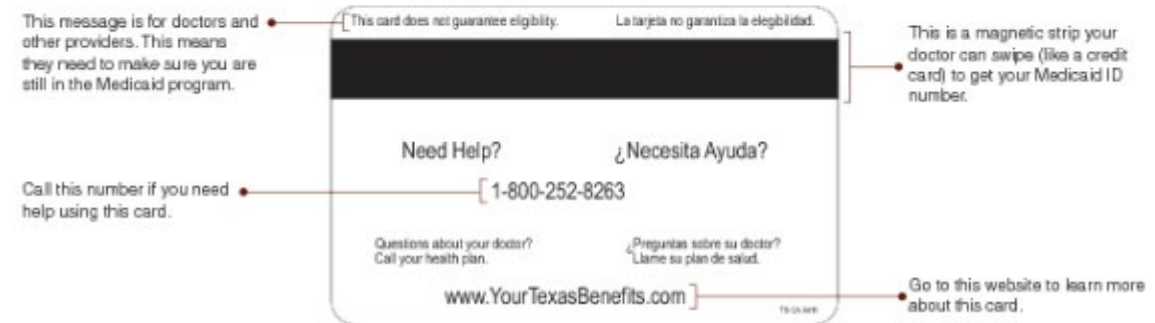 This message is for doctors and
other providers. This means
they need to make sure you are
still in the Medicaid program.
This card does not guarantee eligibility.
La tarjeta no garantiza la elegibilidad.
This is a magnetic strip your
doctor can swipe (like a credit
card) to get your Medicaid ID
number.
Need Help?
¿Necesita Ayuda?
Call this number if you need
help using this card.
1-800-252-8263
Questions about your doctor?
Call your health plan.
¿Preguntas sobre su doctor?
Llame su plan de salud.
www.YourTexasBenefits.com
Go to this website to learn more
about this card.